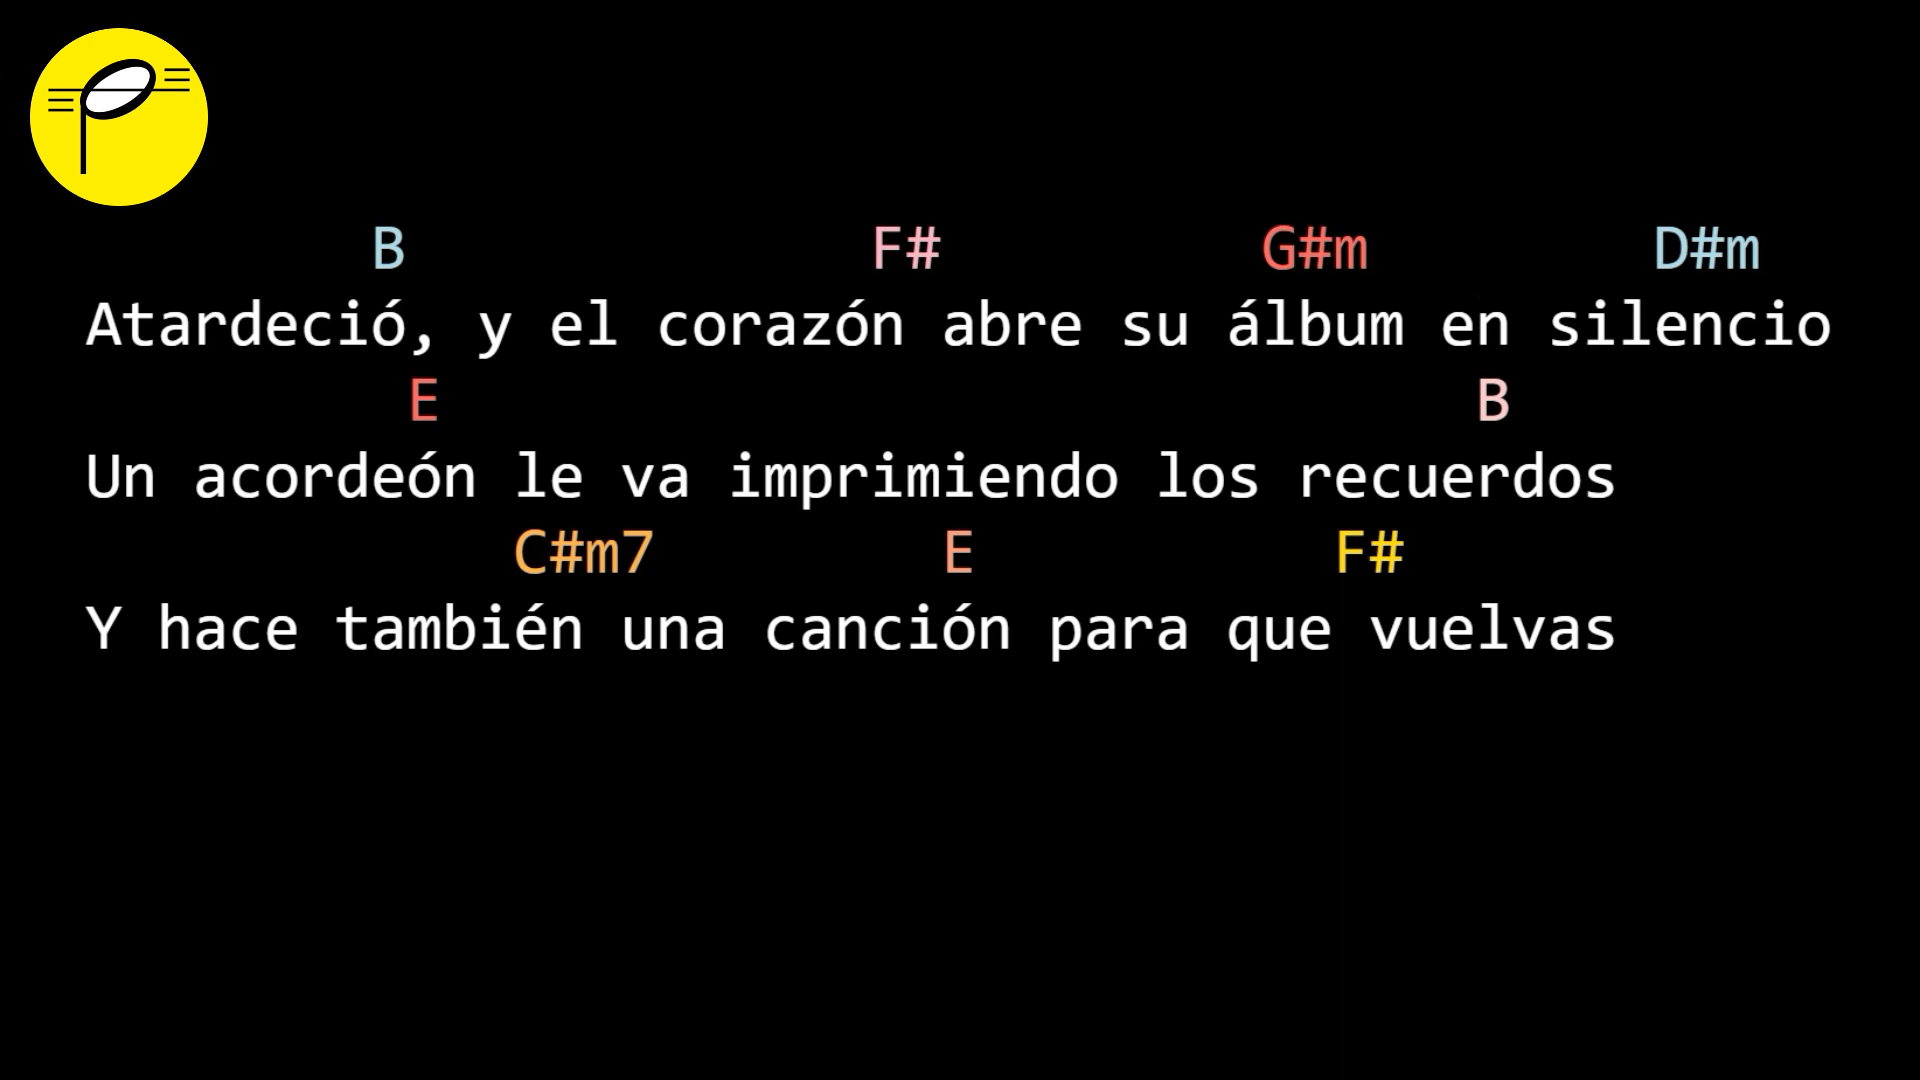 B F# G#m D#m
Atardeció, y el corazón abre su álbum en silencio
E B
Un acordeón le va imprimiendo los recuerdos
C#m7 E F#
Y hace también una canción para que vuelvas